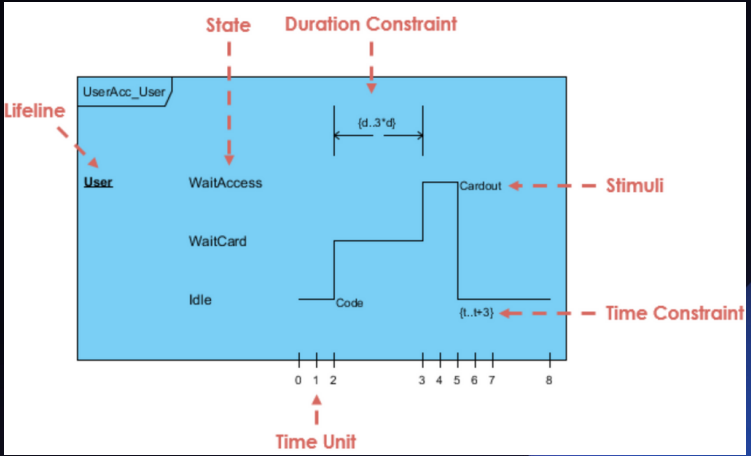 State
Duration Constraint
UserAcc_User
Lifeline
{d..3*d}
User
WaitAccess
Cardout
Stimuli
WaitCard
Idle
Code
{t..t+3}
Time Constraint
0 1 2 3 4 5 6 7 8
Time Unit